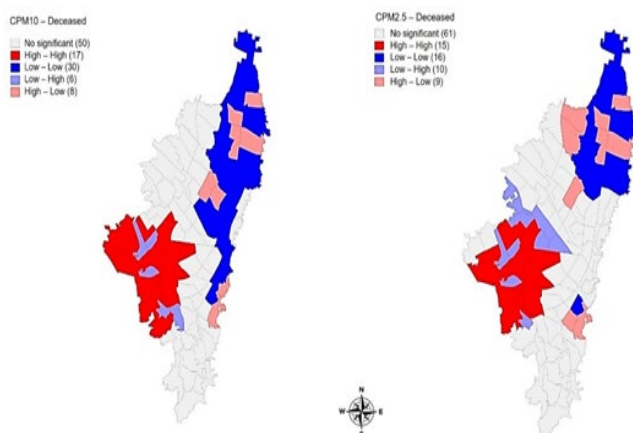 CPM10 – Deceased
No significant (50)
High – High (17)
Low – Low (30)
Low – High (6)
High – Low (8)
CPM2.5 – Deceased
No significant (61)
High – High (15)
Low – Low (16)
Low – High (10)
High – Low (9)
N
W E